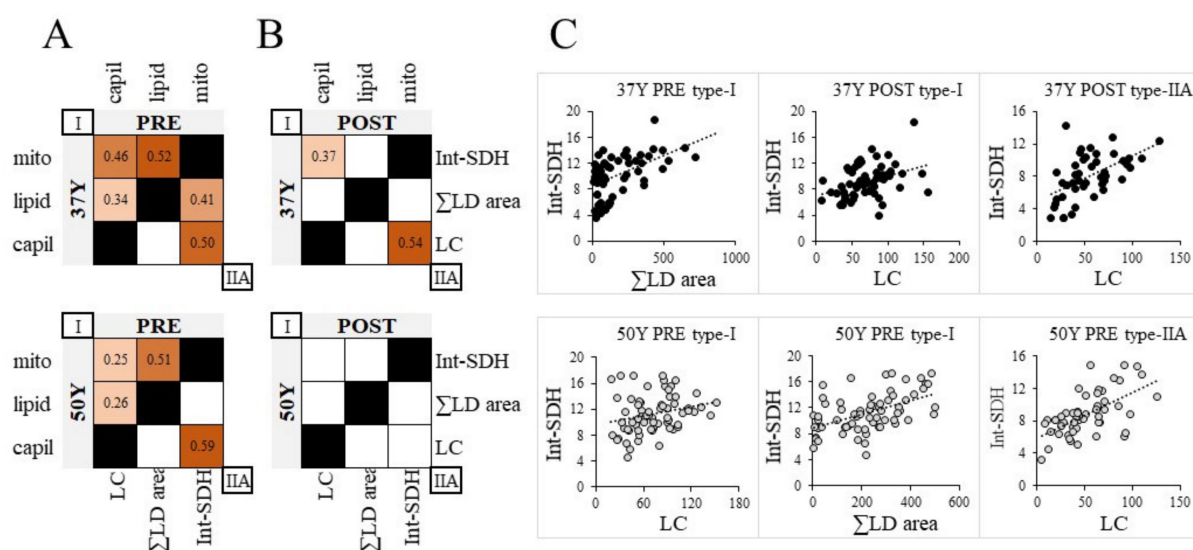 A
B
C
capil
lipid
mito
capil
lipid
mito
I
PRE
I
POST
37Y
mito
0.46
0.52
lipid
0.34
0.41
capil
0.50
IIA
37Y
0.37
Int-SDH
∑LD area
0.54
LC
IIA
I
PRE
I
POST
50Y
mito
0.25
0.51
lipid
0.26
capil
0.59
IIA
50Y
Int-SDH
∑LD area
LC
IIA
LC
∑LD area
Int-SDH
LC
∑LD area
Int-SDH
37Y PRE type-I
Int-SDH
20
16
12
8
4
0
0
500
1000
∑LD area
37Y POST type-I
Int-SDH
20
16
12
8
4
0
0
50
100
150
200
LC
37Y POST type-IIA
Int-SDH
16
12
8
4
0
0
50
100
150
LC
50Y PRE type-I
Int-SDH
20
16
12
8
4
0
0
60
120
180
LC
50Y PRE type-I
Int-SDH
20
16
12
8
4
0
0
200
400
600
∑LD area
50Y PRE type-IIA
Int-SDH
16
12
8
4
0
0
50
100
150
LC